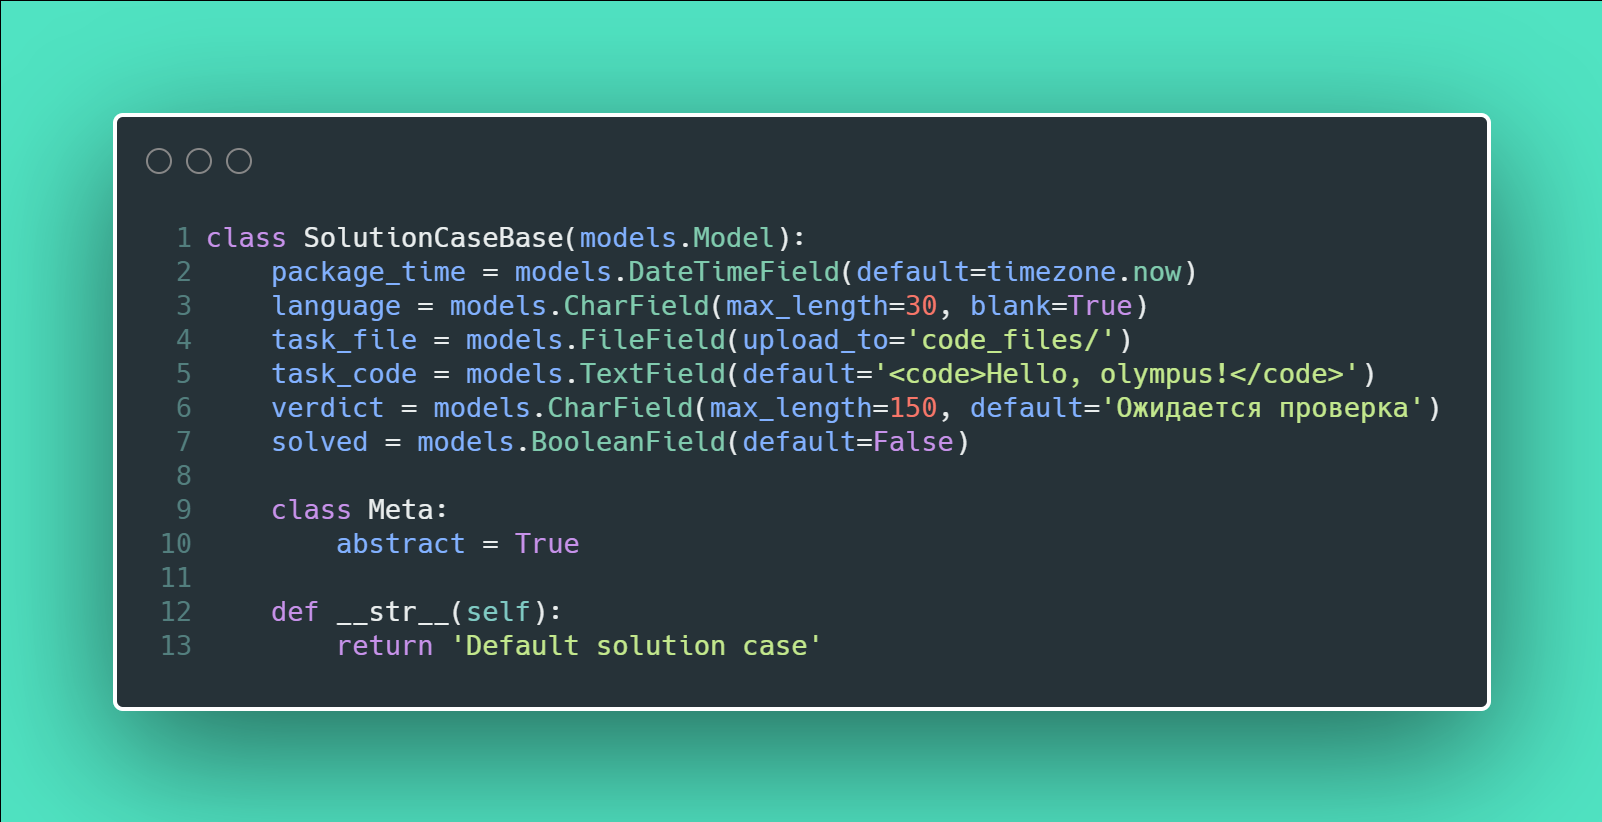 1 class SolutionCaseBase(models.Model):
2     package_time = models.DateTimeField(default=timezone.now)
3     language = models.CharField(max_length=30, blank=True)
4     task_file = models.FileField(upload_to='code_files/')
5     task_code = models.TextField(default='<code>Hello, olympus!</code>')
6     verdict = models.CharField(max_length=150, default='Ожидается проверка')
7     solved = models.BooleanField(default=False)
8
9     class Meta:
10         abstract = True
11
12     def __str__(self):
13         return 'Default solution case'